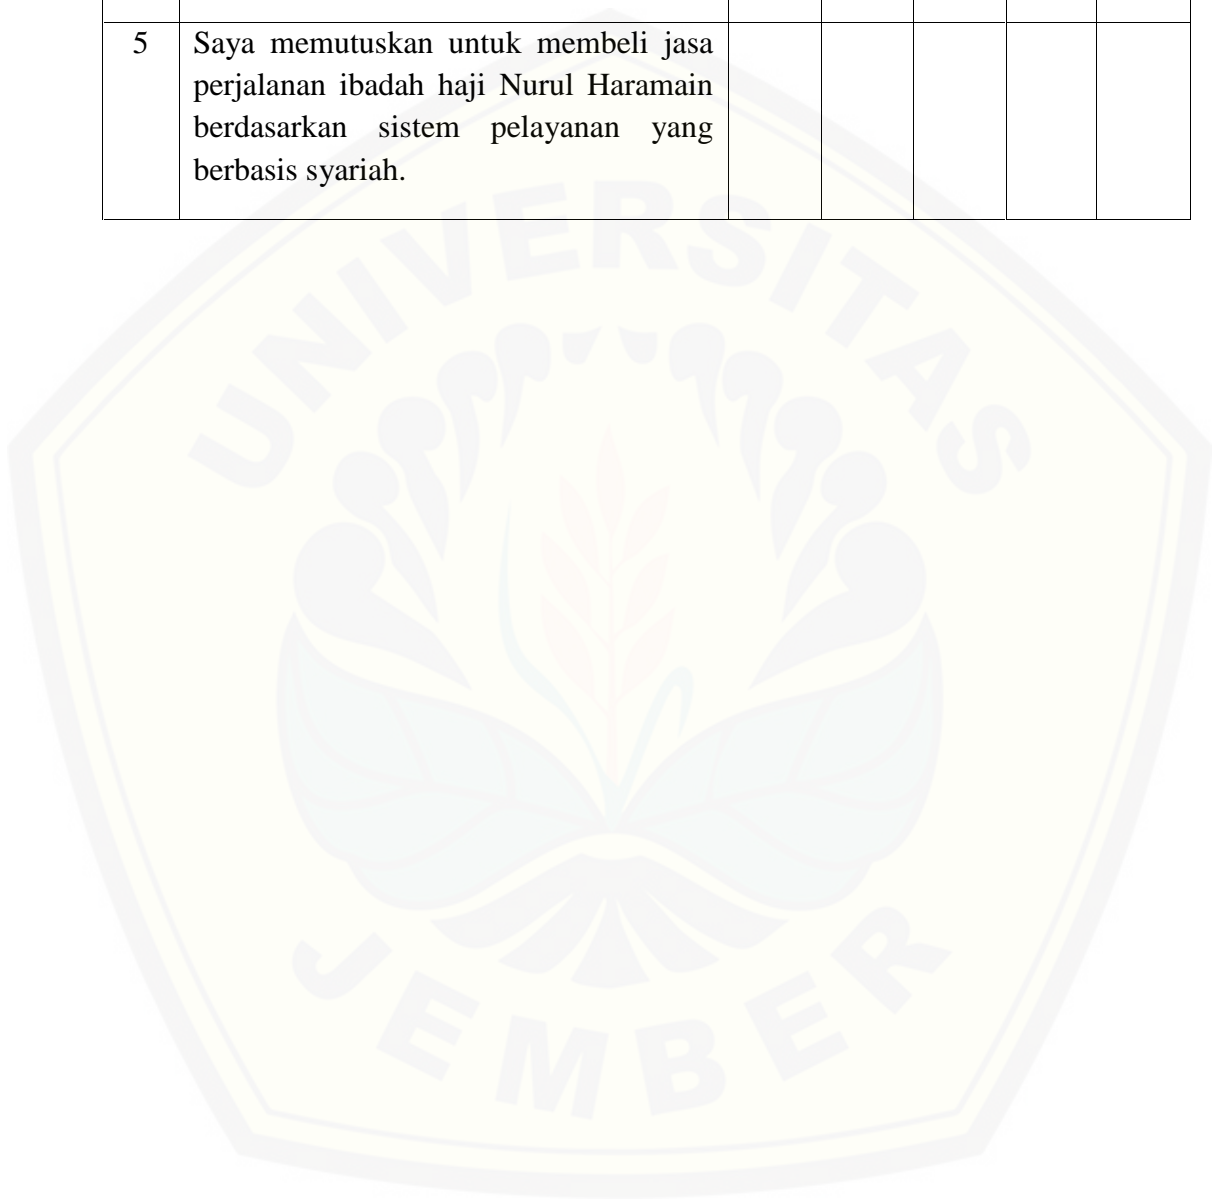 5 Saya memutuskan untuk membeli jasa
perjalanan ibadah haji Nurul Haramain
berdasarkan sistem pelayanan yang
berbasis syariah.
UNIVERSITAS
JEMBER